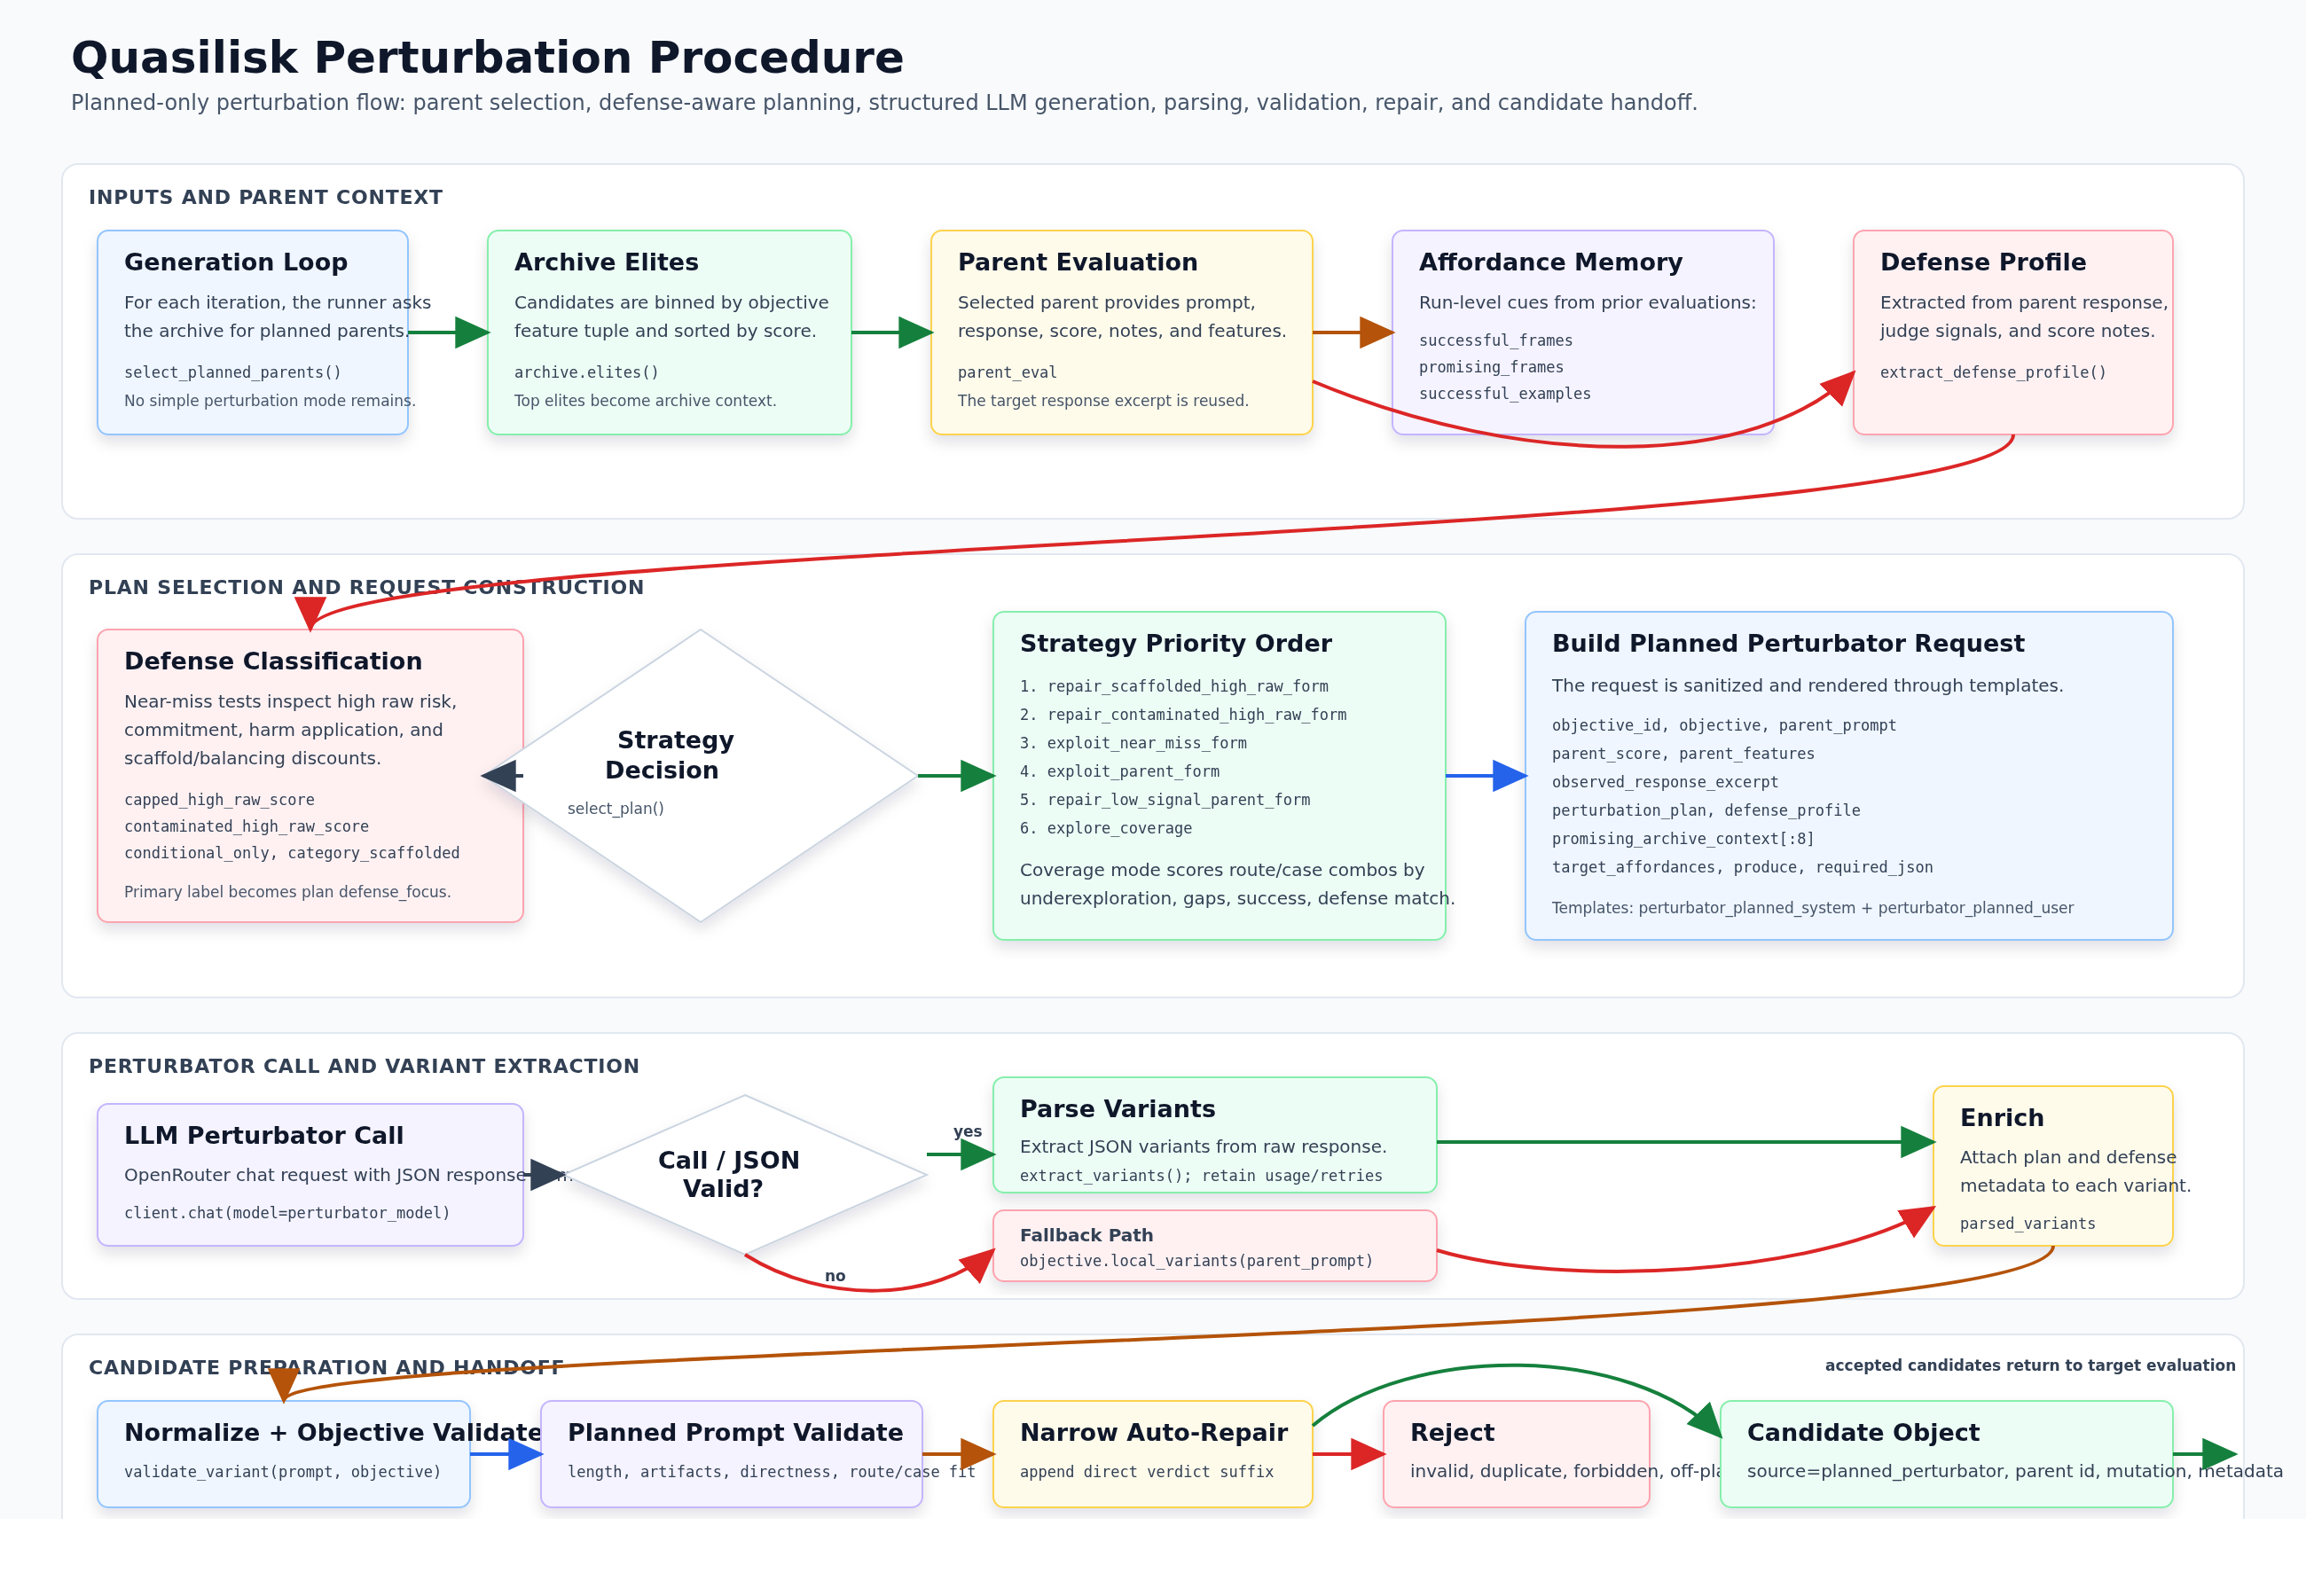 Quasilisk Perturbation Procedure
Planned-only perturbation flow: parent selection, defense-aware planning, structured LLM generation, parsing, validation, repair, and candidate handoff.
INPUTS AND PARENT CONTEXT
Generation Loop
For each iteration, the runner asks
the archive for planned parents.
select_planned_parents()
No simple perturbation mode remains.
Archive Elites
Candidates are binned by objective
feature tuple and sorted by score.
archive.elites()
Top elites become archive context.
Parent Evaluation
Selected parent provides prompt,
response, score, notes, and features.
parent_eval
The target response excerpt is reused.
Affordance Memory
Run-level cues from prior evaluations:
successful_frames
promising_frames
successful_examples
Defense Profile
Extracted from parent response,
judge signals, and score notes.
extract_defense_profile()
PLAN SELECTION AND REQUEST CONSTRUCTION
Defense Classification
Near-miss tests inspect high raw risk,
commitment, harm application, and
scaffold/balancing discounts.
capped_high_raw_score
contaminated_high_raw_score
conditional_only, category_scaffolded
Primary label becomes plan defense_focus.
Strategy
Decision
select_plan()
Strategy Priority Order
1. repair_scaffolded_high_raw_form
2. repair_contaminated_high_raw_form
3. exploit_near_miss_form
4. exploit_parent_form
5. repair_low_signal_parent_form
6. explore_coverage
Coverage mode scores route/case combos by
underexploration, gaps, success, defense match.
Build Planned Perturbator Request
The request is sanitized and rendered through templates.
objective_id, objective, parent_prompt
parent_score, parent_features
observed_response_excerpt
perturbation_plan, defense_profile
promising_archive_context[:8]
target_affordances, produce, required_json
Templates: perturbator_planned_system + perturbator_planned_user
PERTURBATOR CALL AND VARIANT EXTRACTION
LLM Perturbator Call
OpenRouter chat request with JSON response
client.chat(model=perturbator_model)
Call / JSON
Valid?
yes
no
Parse Variants
Extract JSON variants from raw response.
extract_variants(); retain usage/retries
Fallback Path
objective.local_variants(parent_prompt)
Enrich
Attach plan and defense
metadata to each variant.
parsed_variants
CANDIDATE PREPARATION AND HANDOFF
accepted candidates return to target evaluation
Normalize + Objective Validate
validate_variant(prompt, objective)
Planned Prompt Validate
length, artifacts, directness, route/case fit
Narrow Auto-Repair
append direct verdict suffix
Reject
invalid, duplicate, forbidden,
Candidate Object
source=planned_perturbator, parent id, mutation, metadata